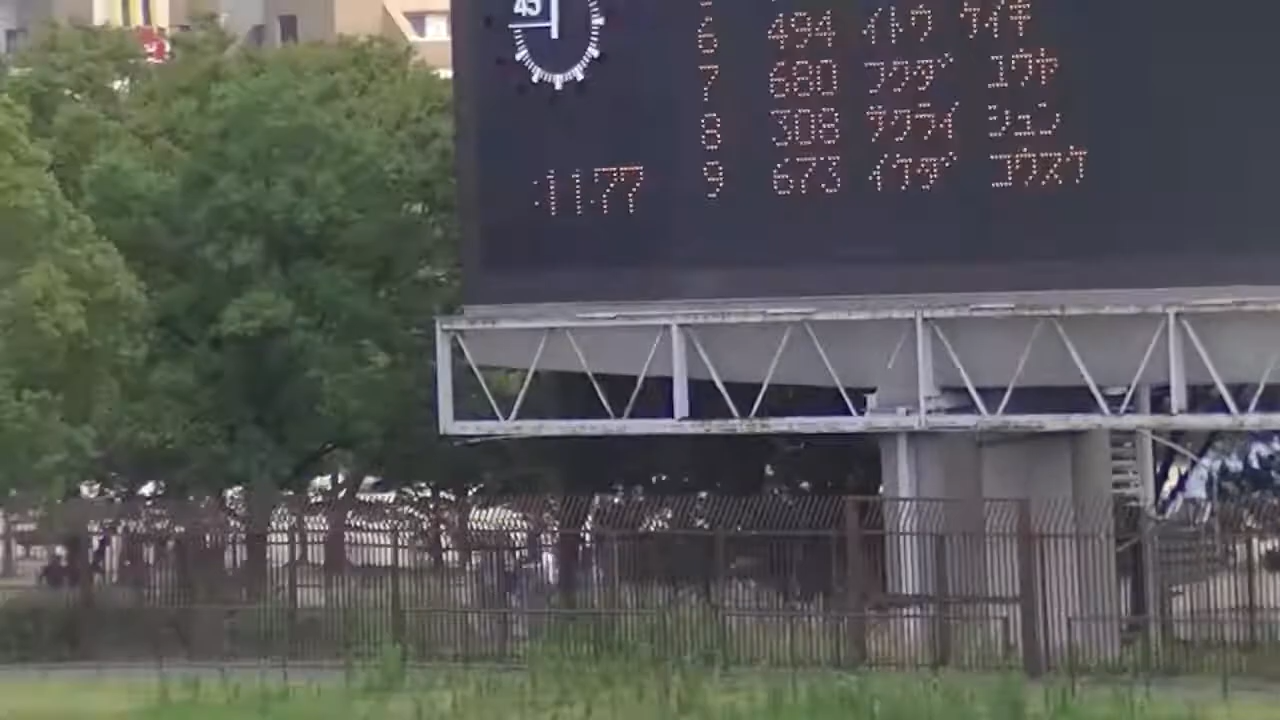 45
6 494 イトウ ケイキ
7 680 フクダ ユウヤ
8 308 サクライ シュン
9 673 イケダ コウスケ
:11.77